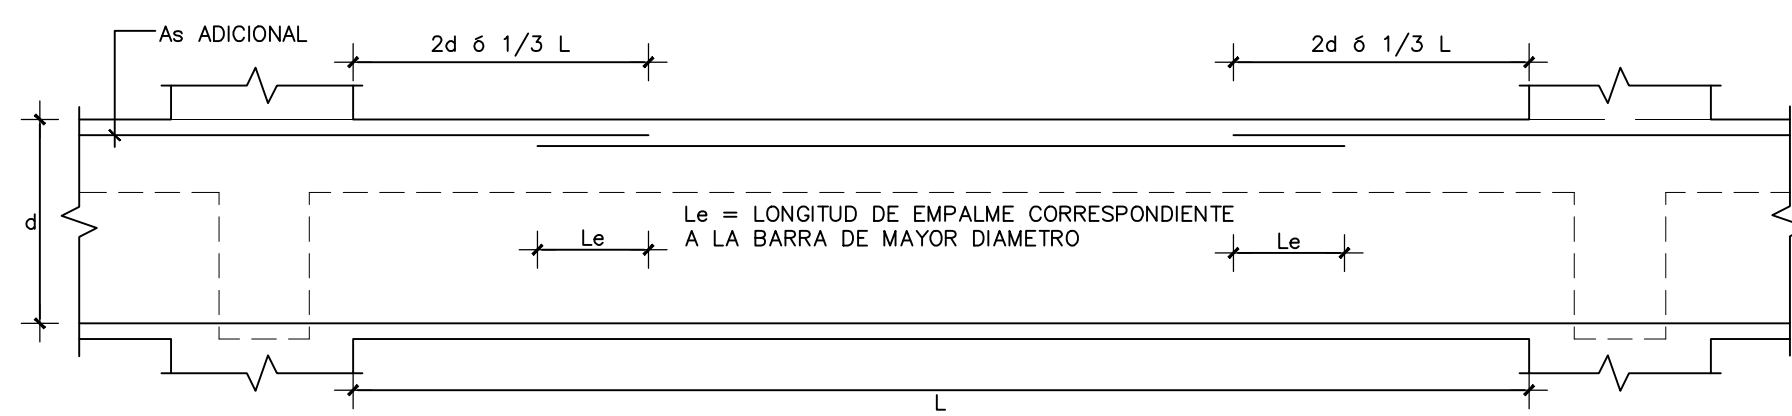 As ADICIONAL
2d ó 1/3 L
2d ó 1/3 L
d
Le = LONGITUD DE EMPALME CORRESPONDIENTE
A LA BARRA DE MAYOR DIAMETRO
Le
Le
L